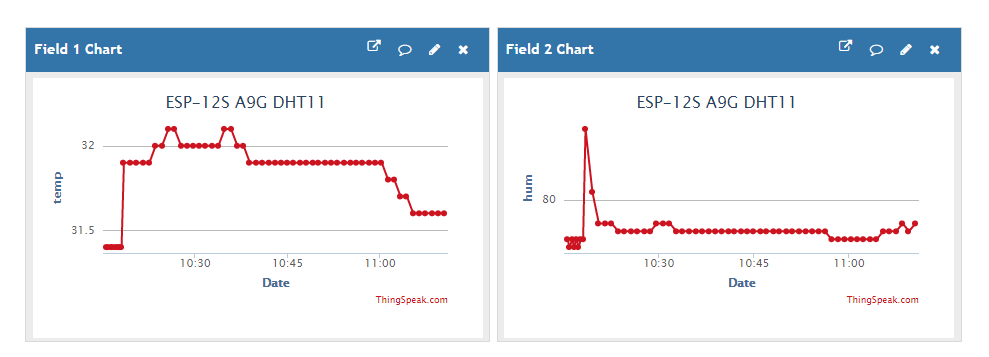 Field 1 Chart
ESP-12S A9G DHT11
temp
32
31.5
10:30 10:45 11:00
Date
ThingSpeak.com
Field 2 Chart
ESP-12S A9G DHT11
hum
80
10:30 10:45 11:00
Date
ThingSpeak.com